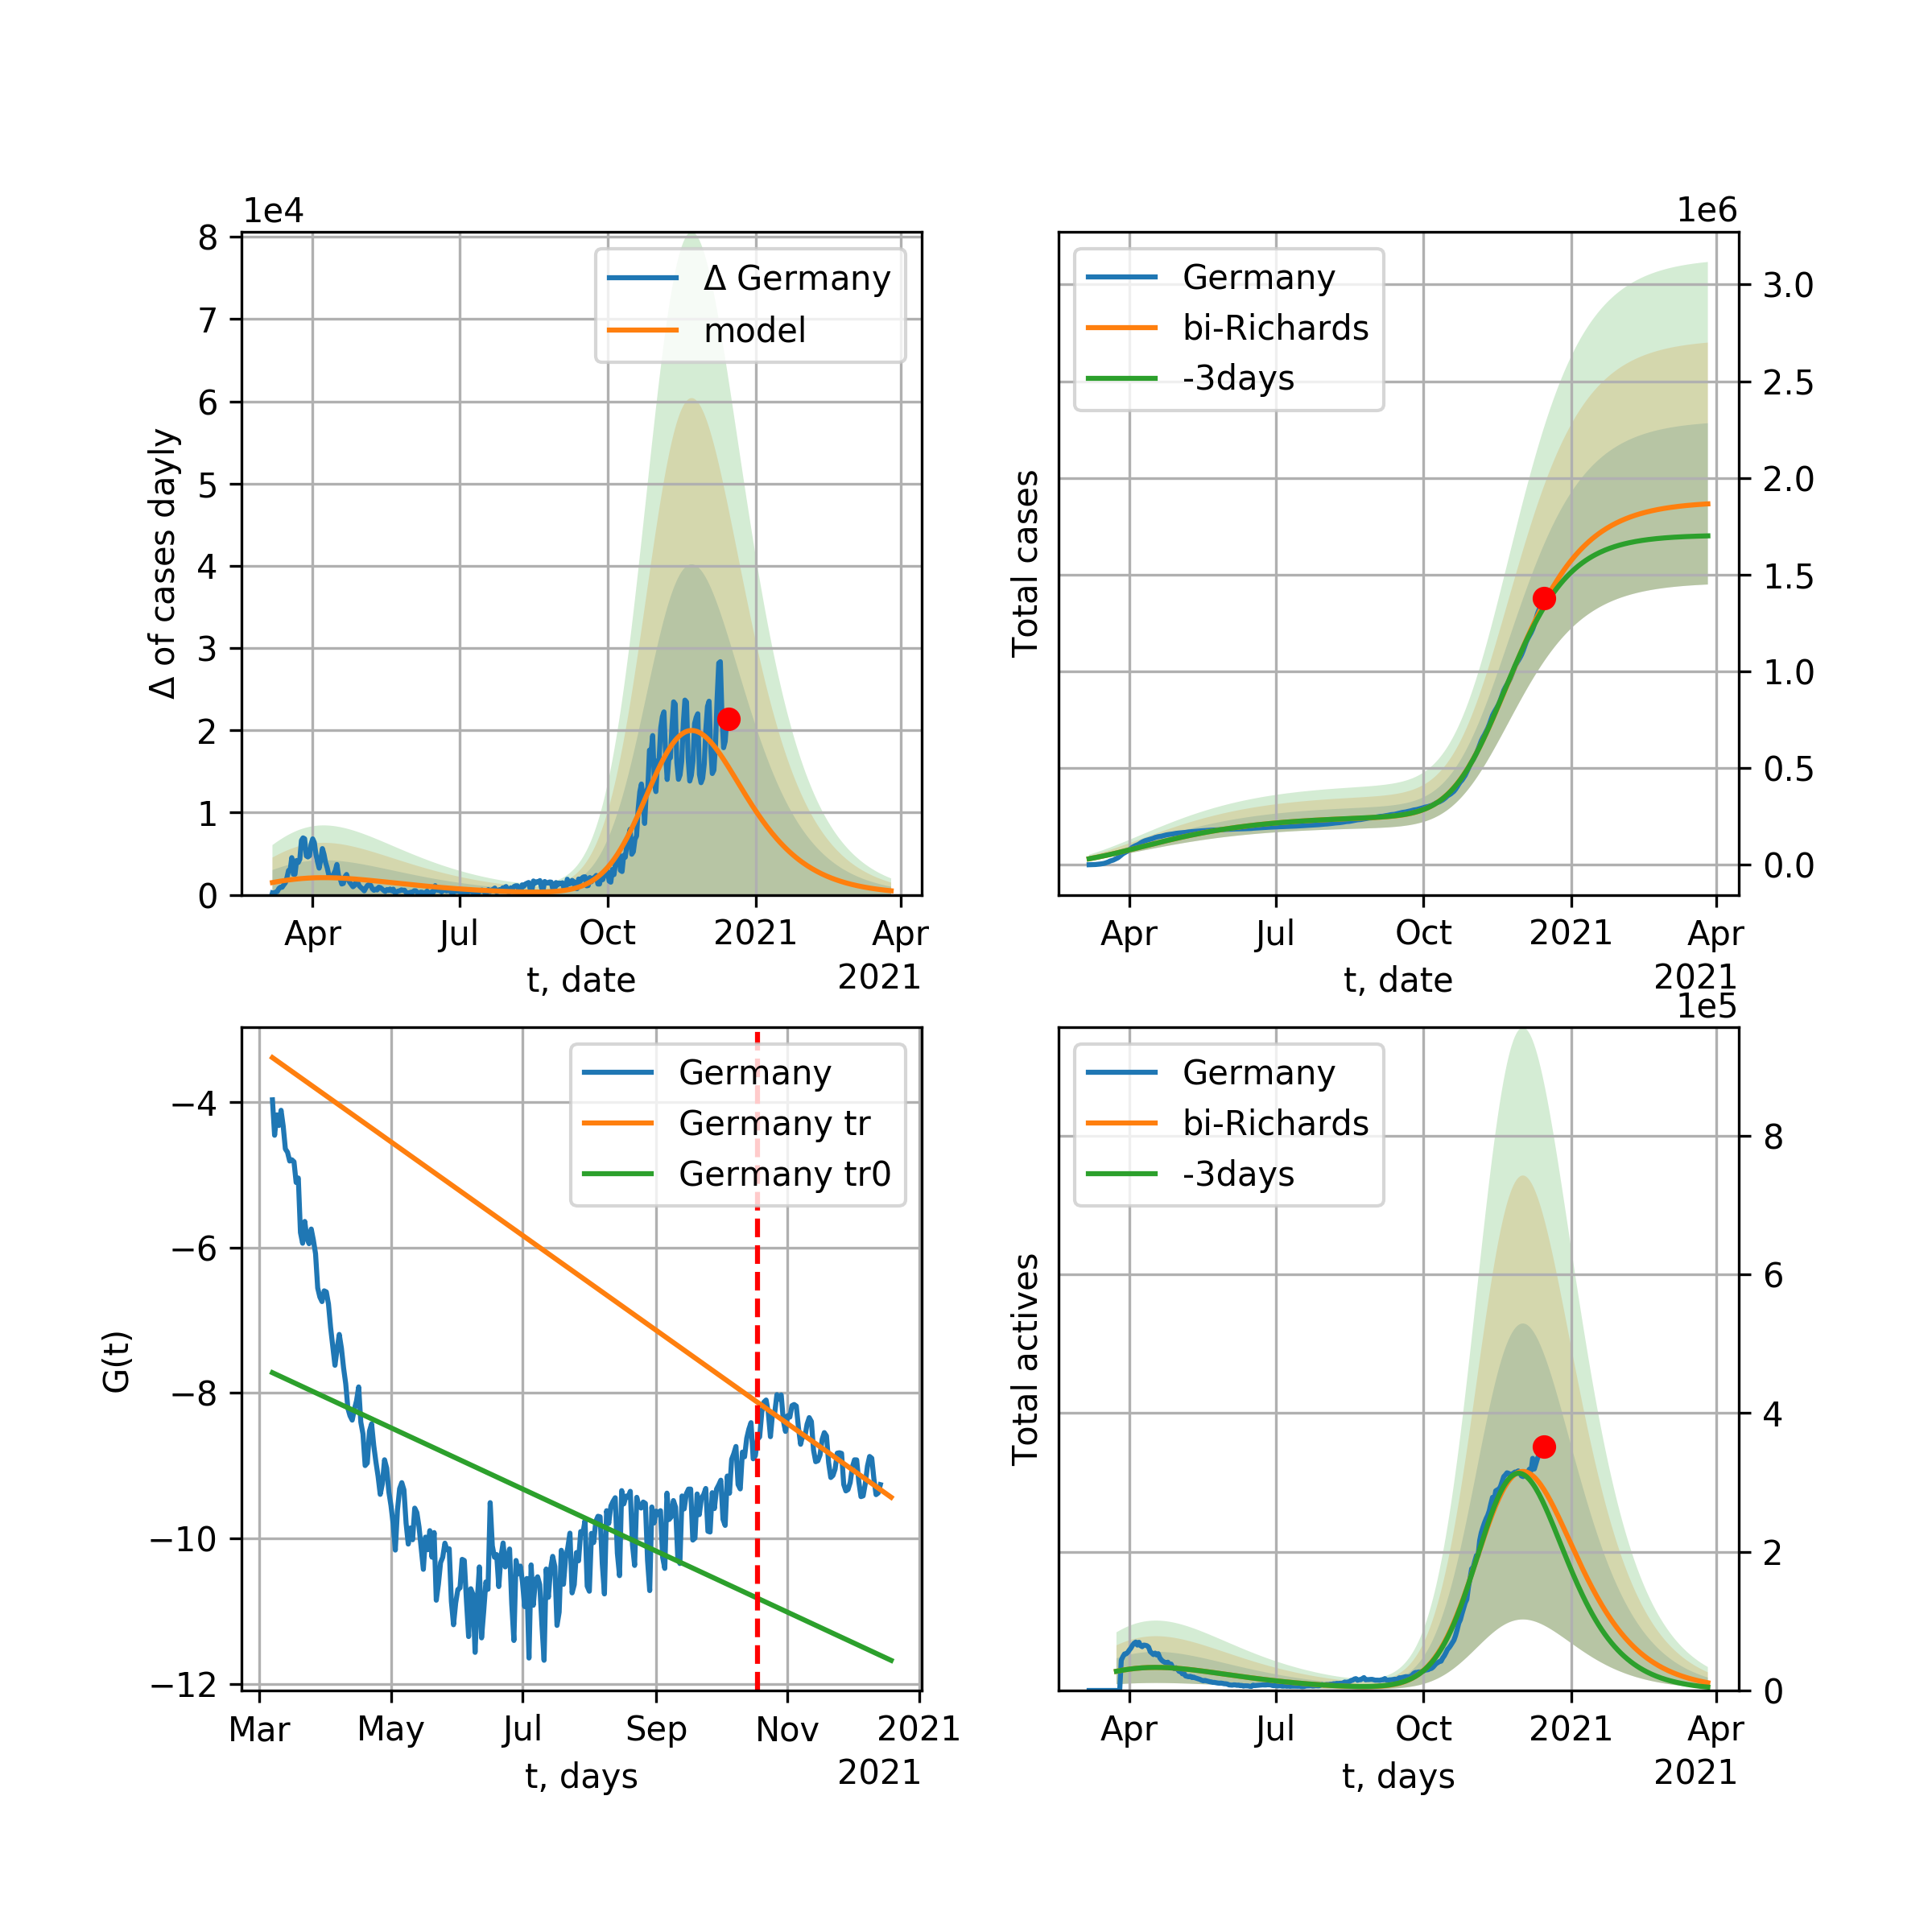 1e4
8
7
6
5
4
3
2
1
0
Δ of cases dayly
Δ Germany
model
Apr Jul Oct 2021 Apr
t, date 2021
1e6
Germany
bi-Richards
-3days
3.0
2.5
2.0
1.5
1.0
0.5
0.0
Total cases
Apr Jul Oct 2021 Apr
t, date 2021
−4
−6
−8
−10
−12
G(t)
Germany
Germany tr
Germany tr0
Mar May Jul Sep Nov 2021
t, days 2021
1e5
Germany
bi-Richards
-3days
8
6
4
2
0
Total actives
Apr Jul Oct 2021 Apr
t, days 2021